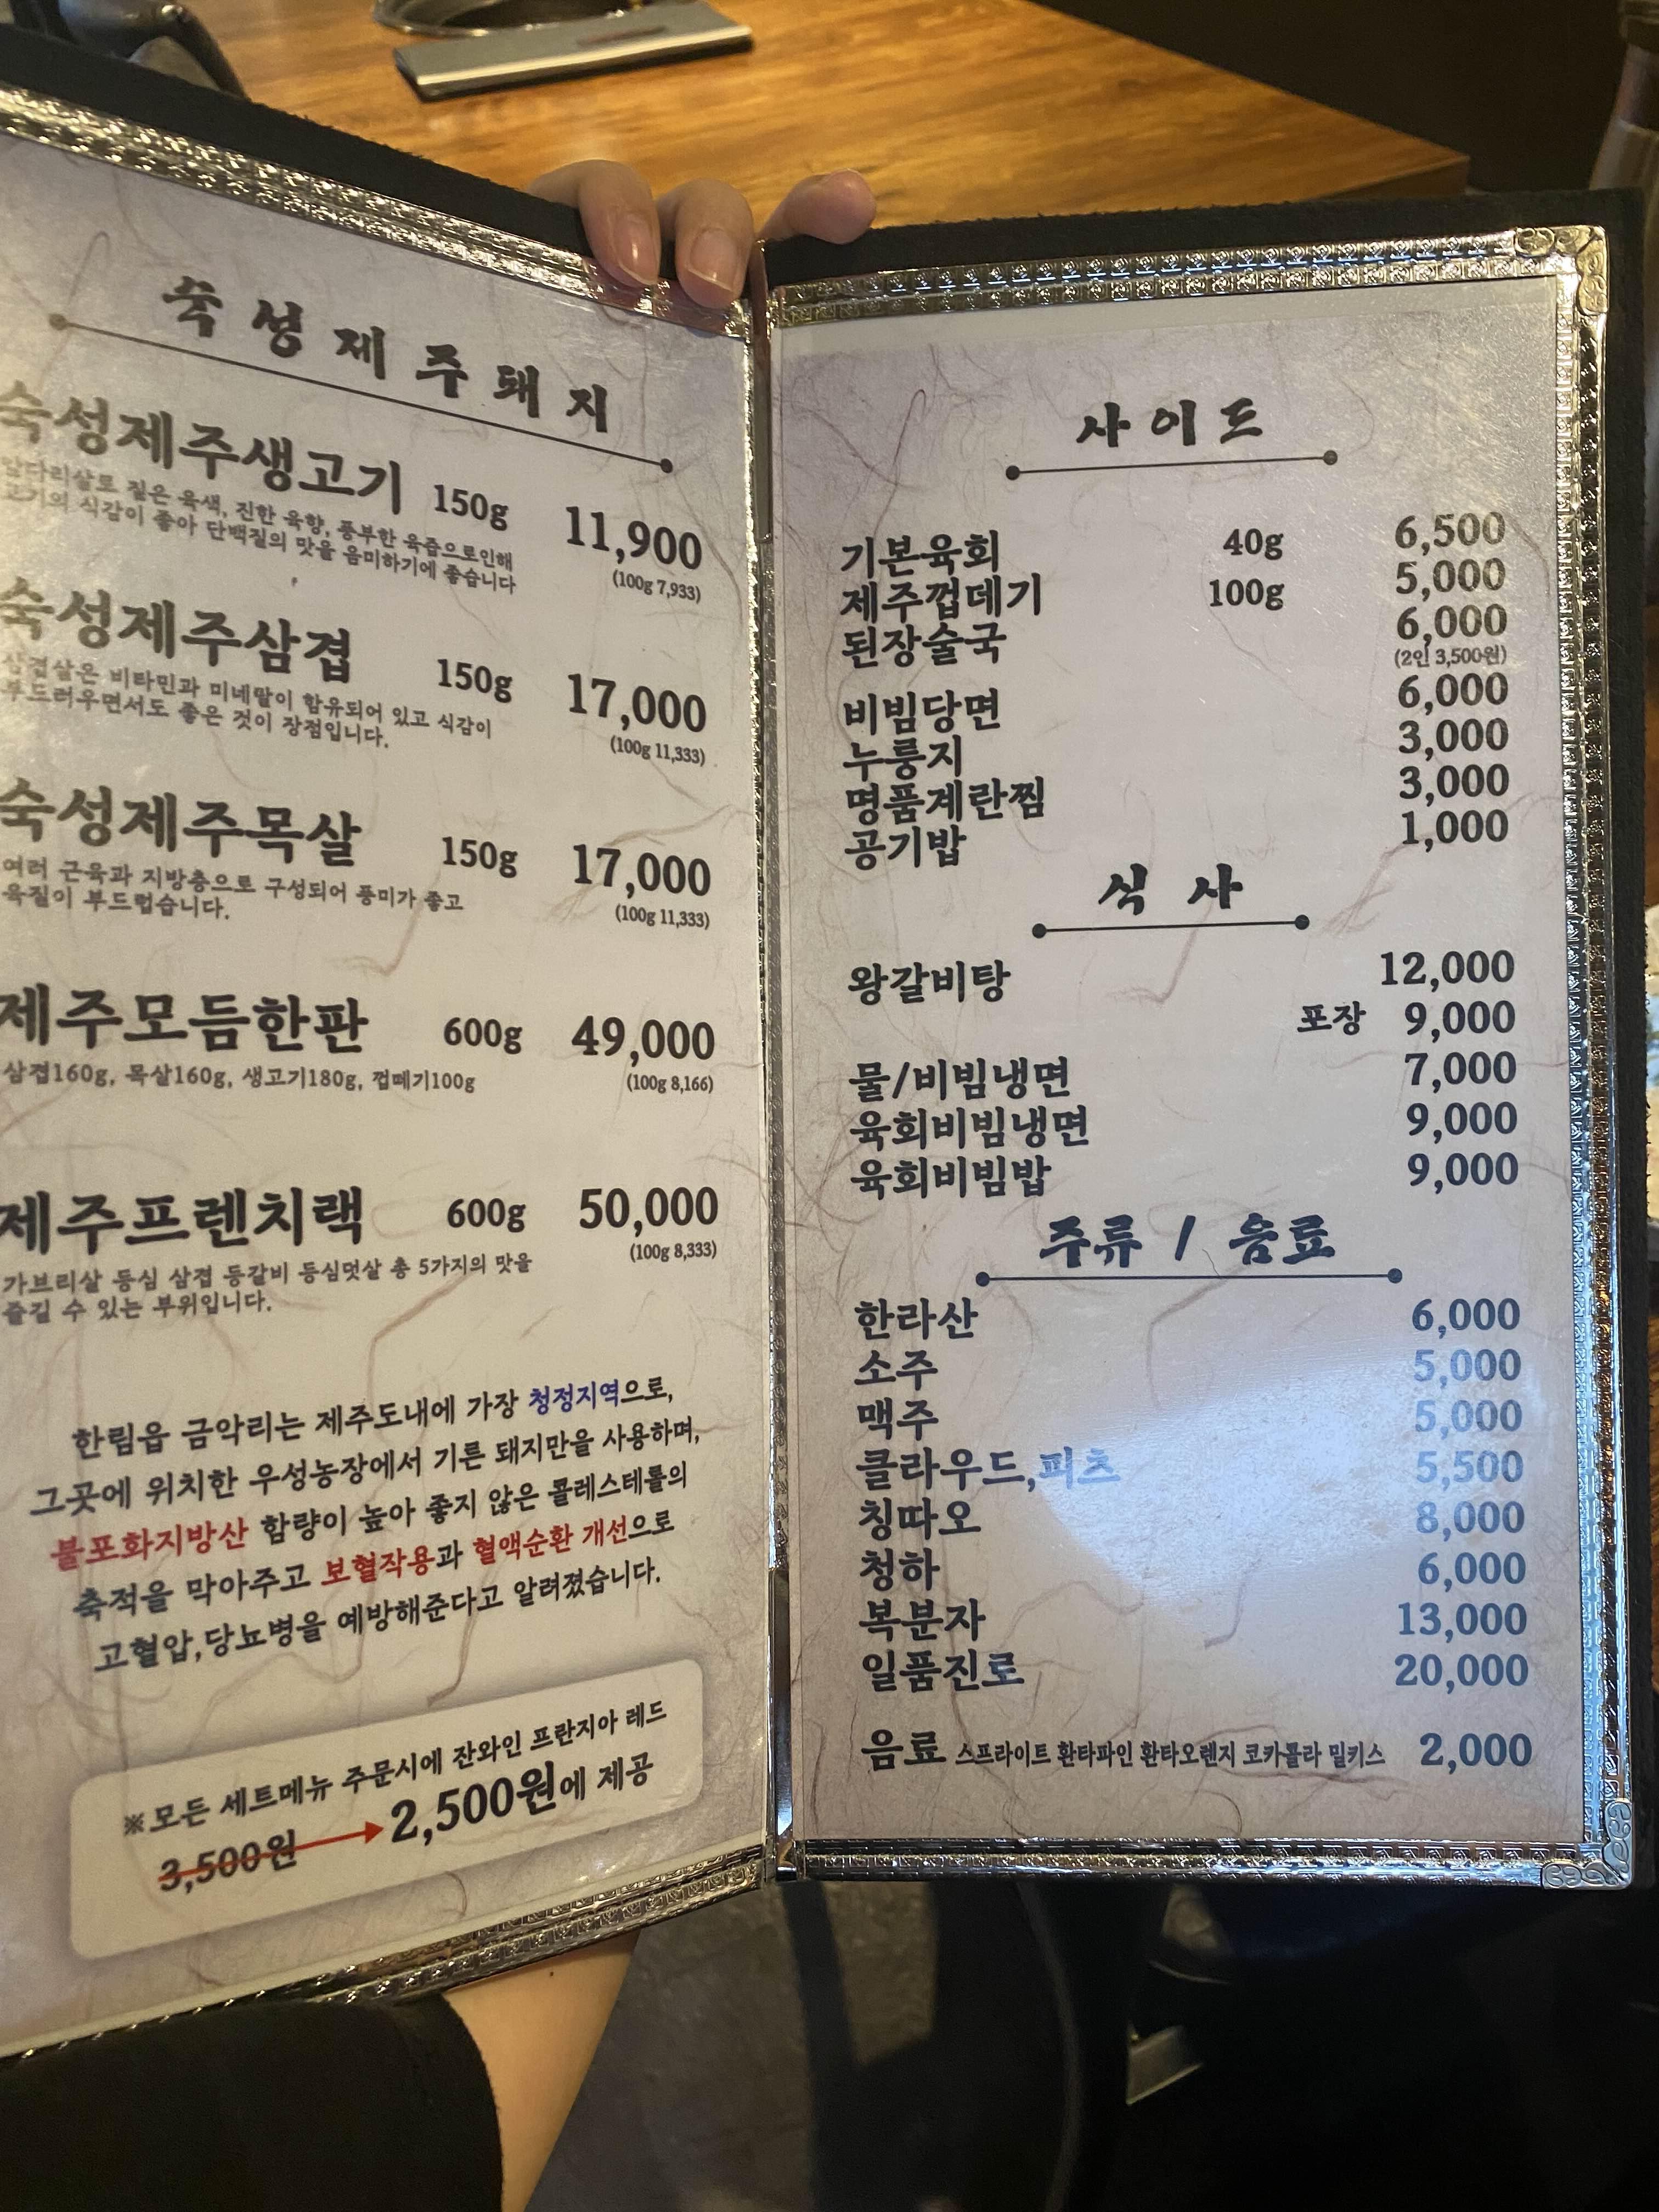 숙성제주돼지
숙성제주생고기 150g 11,900
앞다리살로 짙은 육색, 진한 육향, 풍부한 육즙으로인해 (100g 7,933)
고기의 식감이 좋아 단백질의 맛을 음미하기에 좋습니다
숙성제주삼겹 150g 17,000
삼겹살은 비타민과 미네랄이 함유되어 있고 식감이 (100g 11,333)
부드러우면서도 좋은 것이 장점입니다.
숙성제주목살 150g 17,000
여러 근육과 지방층으로 구성되어 풍미가 좋고 (100g 11,333)
육질이 부드럽습니다.
제주모듬한판 600g 49,000
삼겹160g, 목살160g, 생고기180g, 껍떼기100g (100g 8,166)
제주프렌치랙 600g 50,000
가브리살 등심 삼겹 등갈비 등심덧살 총 5가지의 맛을 (100g 8,333)
즐길 수 있는 부위입니다.
한림읍 금악리는 제주도내에 가장 청정지역으로,
그곳에 위치한 우성농장에서 기른 돼지만을 사용하며,
불포화지방산 함량이 높아 좋지 않은 콜레스테롤의
축적을 막아주고 보혈작용과 혈액순환 개선으로
고혈압,당뇨병을 예방해준다고 알려졌습니다.
※모든 세트메뉴 주문시에 잔와인 프란지아 레드
3,500원 → 2,500원에 제공
사이드
기본육회 40g 6,500
제주껍데기 100g 5,000
된장술국 6,000
(2인 3,500원)
비빔당면 6,000
누룽지 3,000
명품계란찜 3,000
공기밥 1,000
식 사
왕갈비탕 12,000
포장 9,000
물/비빔냉면 7,000
육회비빔냉면 9,000
육회비빔밥 9,000
주류 / 음료
한라산 6,000
소주 5,000
맥주 5,000
클라우드,피츠 5,500
칭따오 8,000
청하 6,000
복분자 13,000
일품진로 20,000
음료 스프라이트 환타파인 환타오렌지 코카콜라 밀키스 2,000